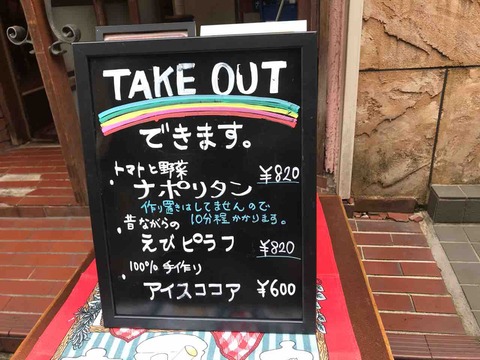 TAKE OUT
できます。
トマトと野菜
ナポリタン ¥820
作り置きはしてませんので
10分程かかります。
昔ながらの
えびピラフ ¥820
100% 手作り
アイスココア ¥600